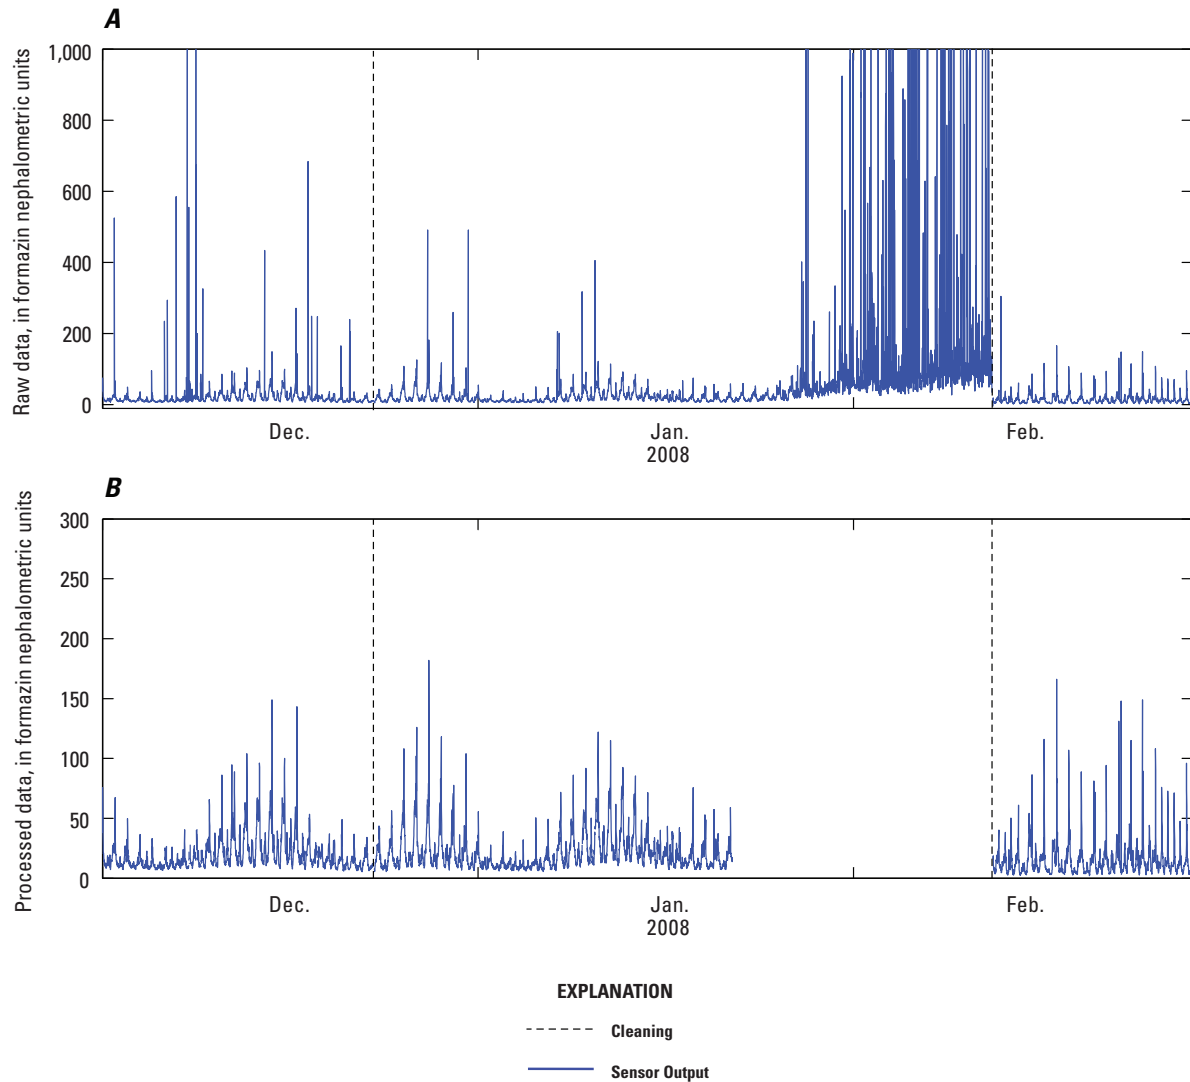 A
Raw data, in formazin nephalometric units
1,000
800
600
400
200
0
Dec.
Jan.
2008
Feb.
B
Processed data, in formazin nephalometric units
300
250
200
150
100
50
0
Dec.
Jan.
2008
Feb.
EXPLANATION
Cleaning
Sensor Output